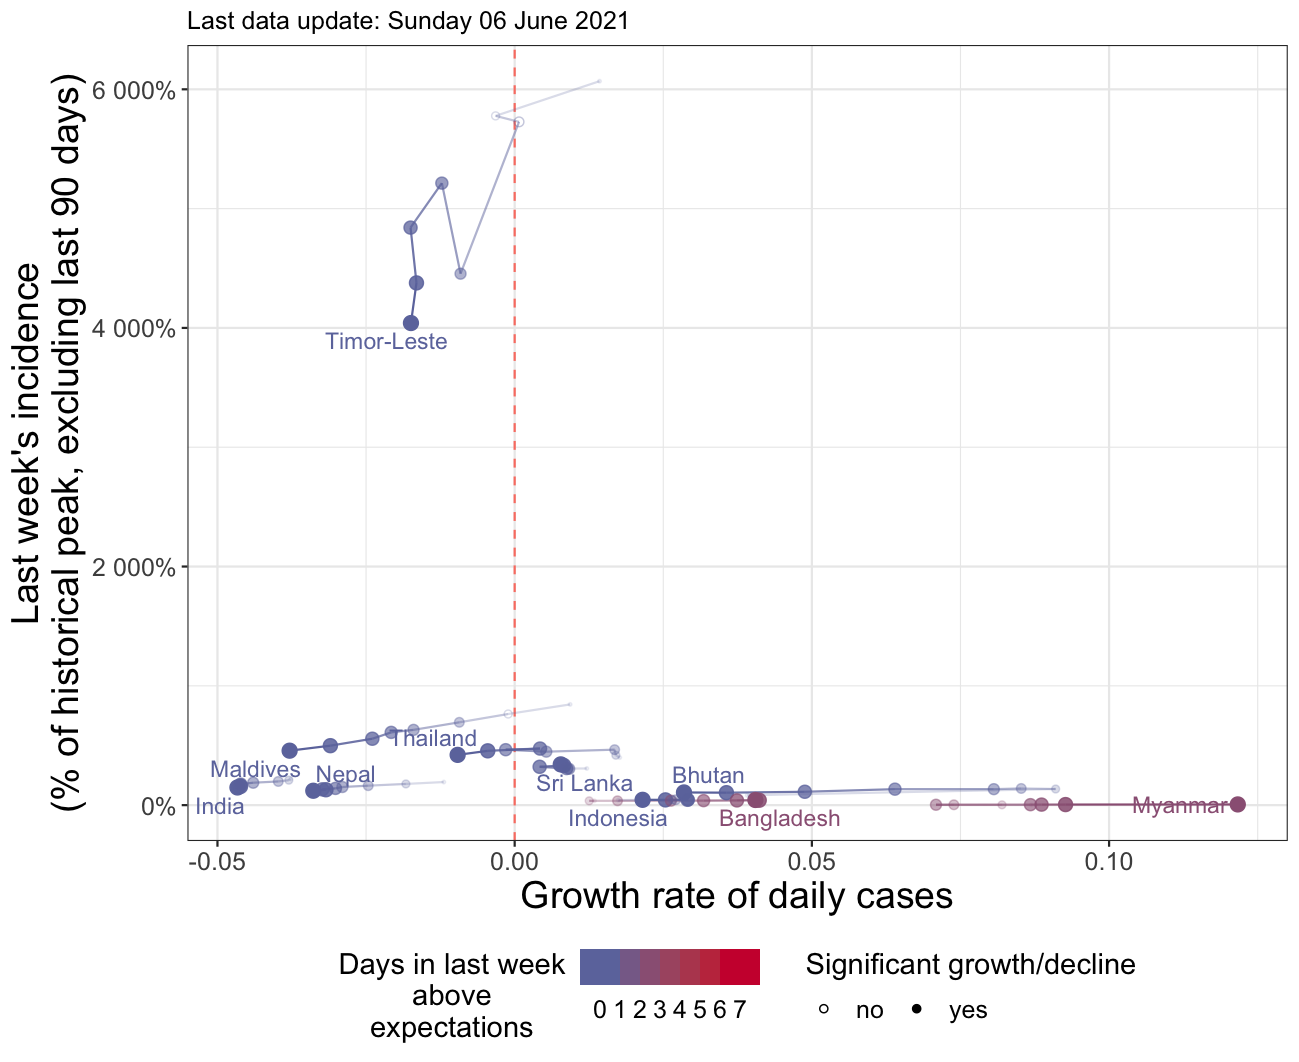 Last data update: Sunday 06 June 2021
Last week's incidence
(% of historical peak, excluding last 90 days)
6 000%
4 000%
2 000%
0%
Timor-Leste
Thailand
Maldives
Nepal
India
Sri Lanka
Bhutan
Indonesia
Bangladesh
Myanmar
-0.05
0.00
0.05
0.10
Growth rate of daily cases
Days in last week
above
expectations
0 1 2 3 4 5 6 7
Significant growth/decline
no
yes